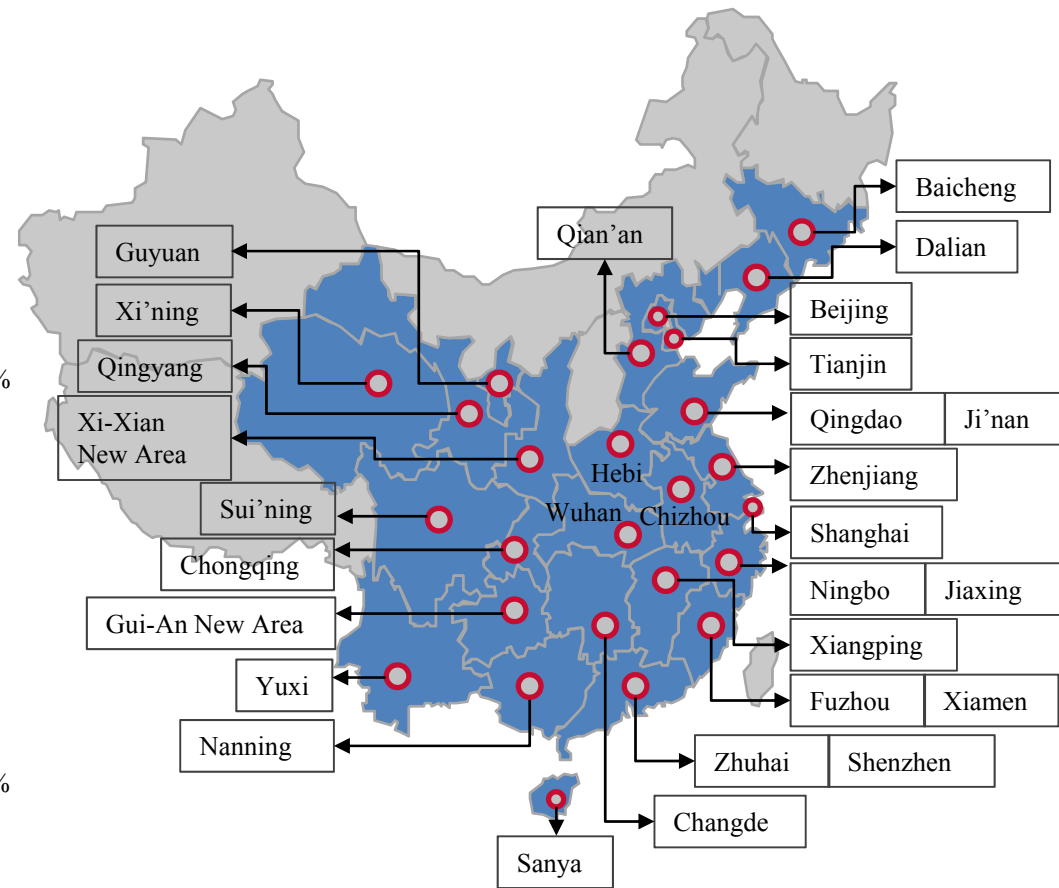 Baicheng
Qian’an
Dalian
Guyuan
Beijing
Xi’ning
Tianjin
Qingyang
%
Xi-Xian
New Area
Qingdao
Ji’nan
Hebi
Zhenjiang
Sui’ning
Wuhan
Chizhou
Shanghai
Chongqing
Ningbo
Jiaxing
Gui-An New Area
Xiangping
Yuxi
Fuzhou
Xiamen
Nanning
Zhuhai
Shenzhen
%
Changde
Sanya